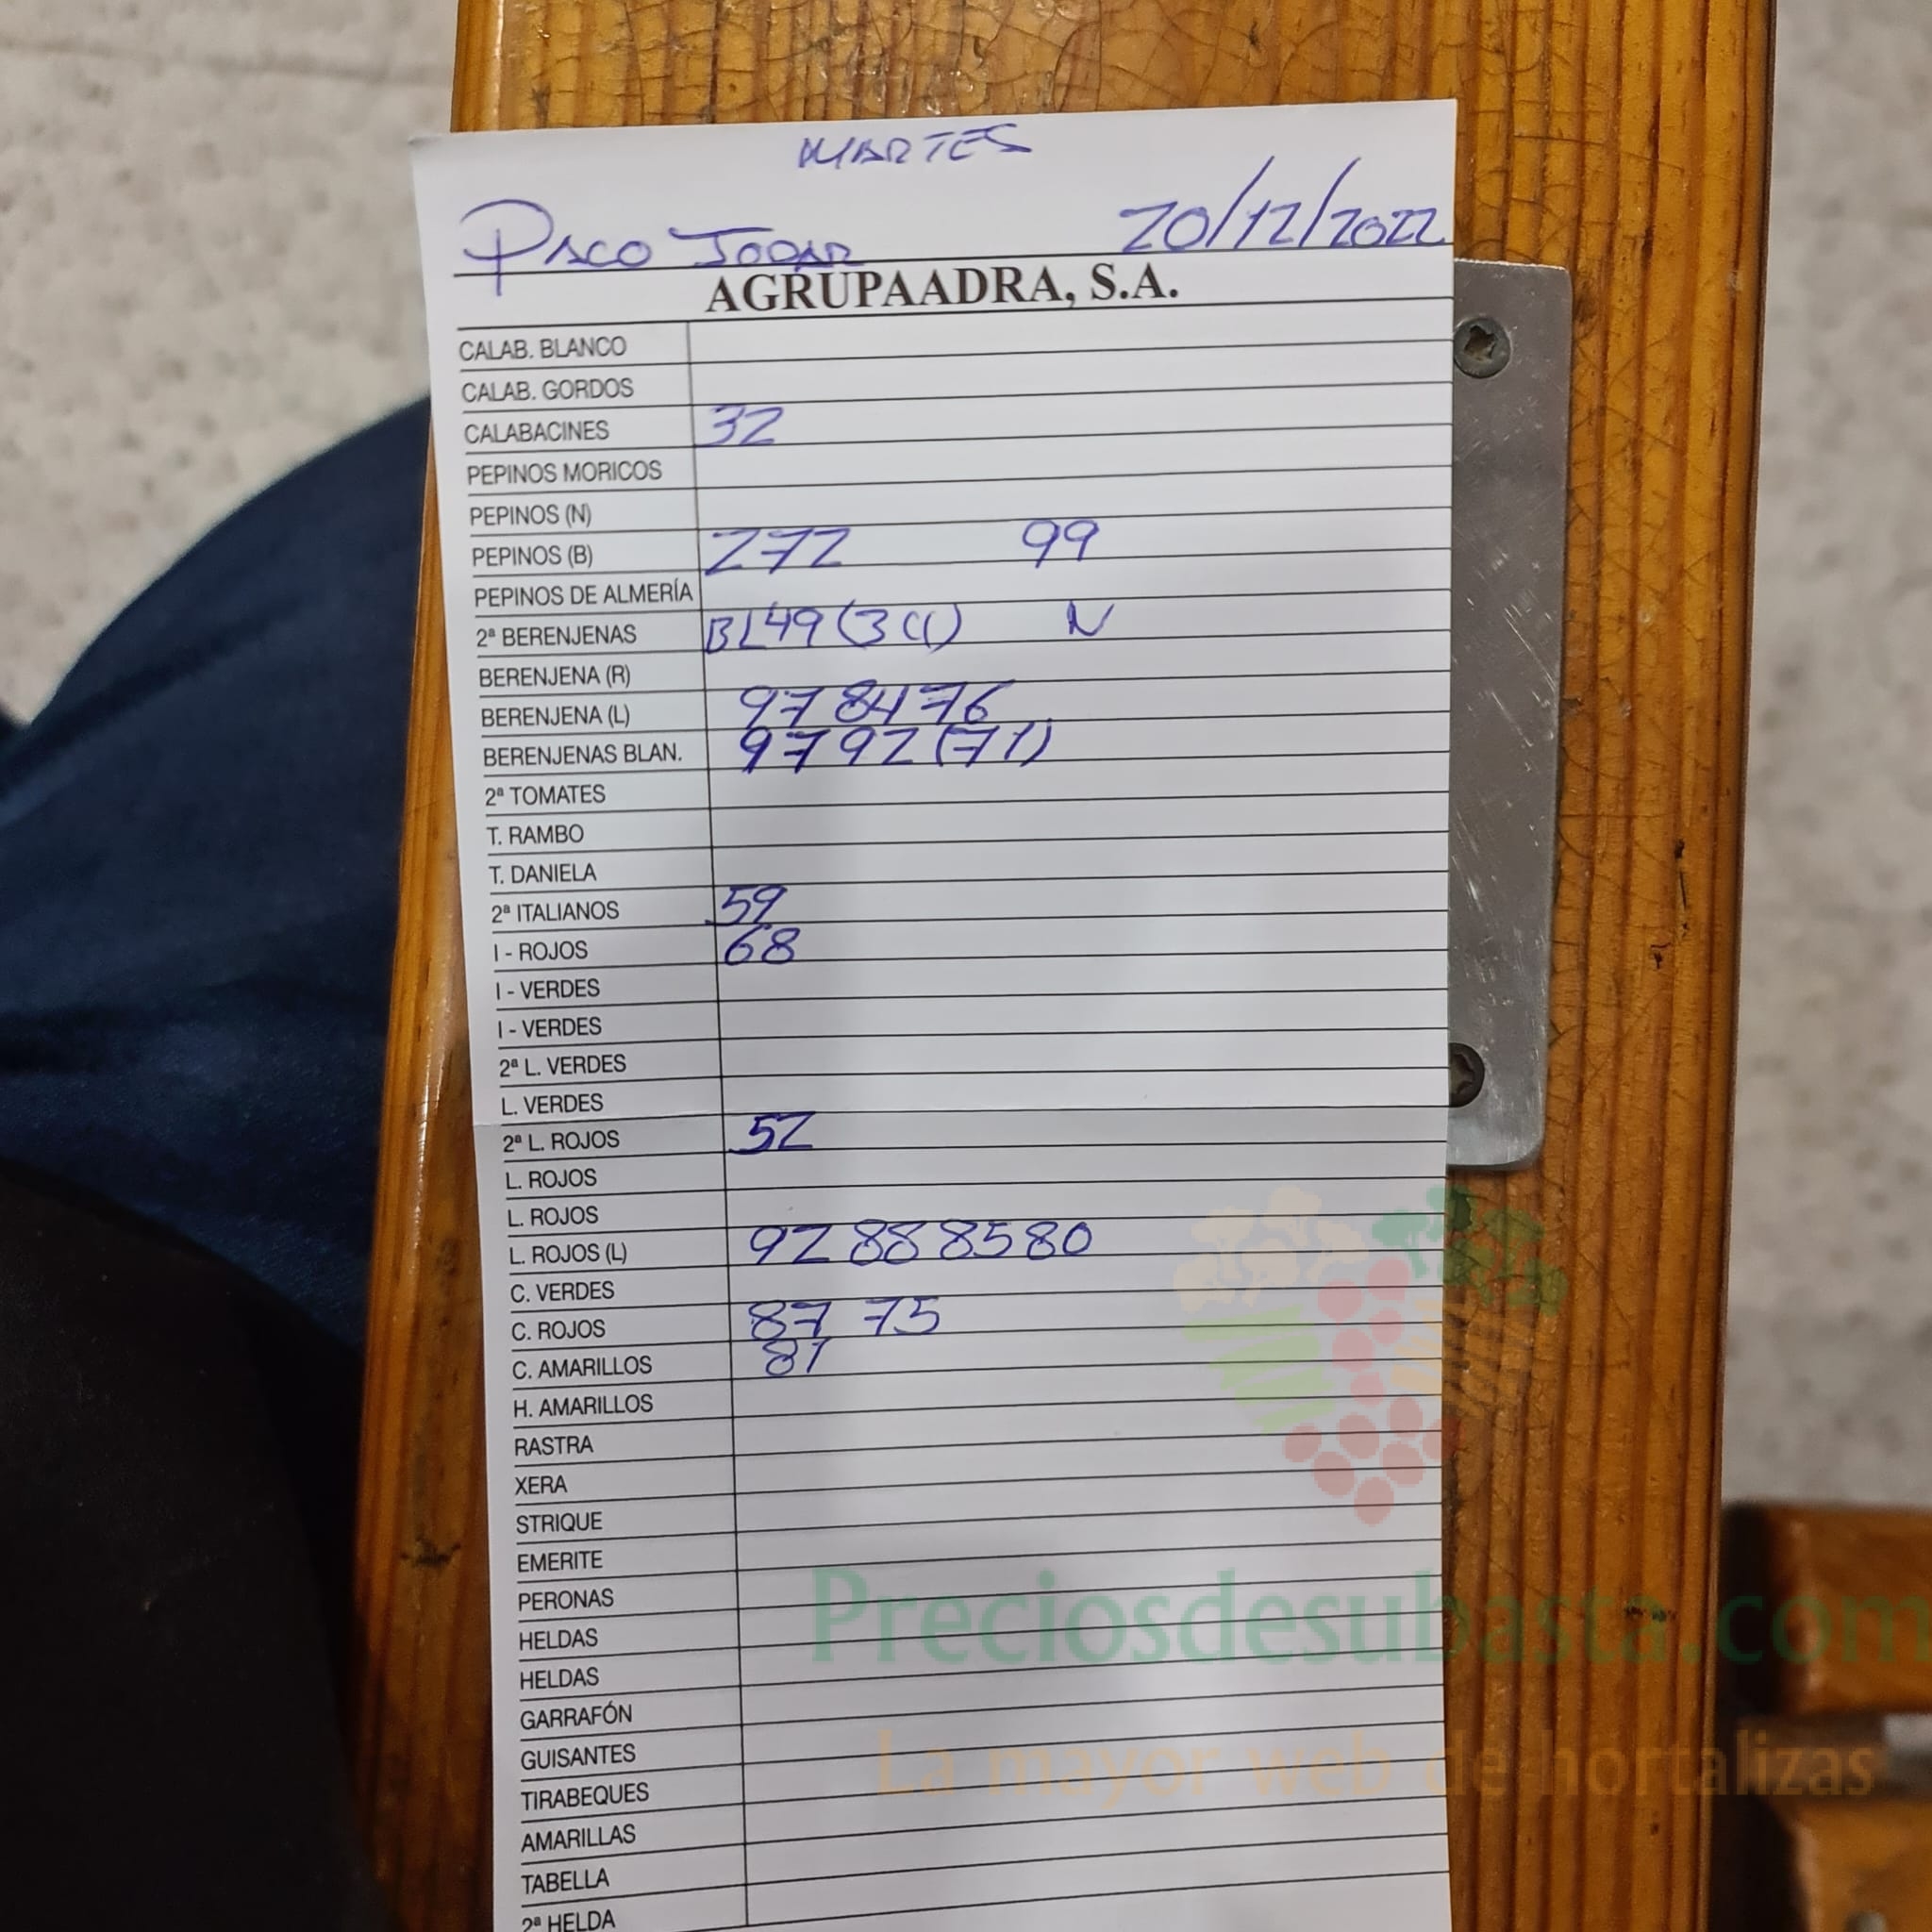 MARTES
PACO JODAR 20/12/2022
AGRUPAADRA, S.A.
CALAB. BLANCO
CALAB. GORDOS
CALABACINES 32
PEPINOS MORICOS
PEPINOS (N)
PEPINOS (B) 272 99
PEPINOS DE ALMERÍA
2ª BERENJENAS BL49 (3 Cl) N
BERENJENA (R)
BERENJENA (L) 97 84 76
BERENJENAS BLAN. 97 92 (71)
2ª TOMATES
T. RAMBO
T. DANIELA
2ª ITALIANOS 59
I - ROJOS 68
I - VERDES
I - VERDES
2ª L. VERDES
L. VERDES
2ª L. ROJOS 52
L. ROJOS
L. ROJOS
L. ROJOS (L) 92 88 85 80
C. VERDES
C. ROJOS 87 75
C. AMARILLOS 81
H. AMARILLOS
RASTRA
XERA
STRIQUE
EMERITE
PERONAS
HELDAS
HELDAS
GARRAFÓN
GUISANTES
TIRABEQUES
AMARILLAS
TABELLA
2ª HELDA
Preciosdesubasta.com
La mayor web de hortalizas